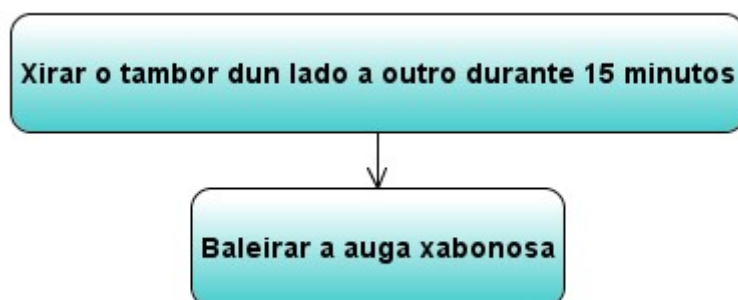 Xirar o tambor dun lado a outro durante 15 minutos
Baleirar a auga xabonosa